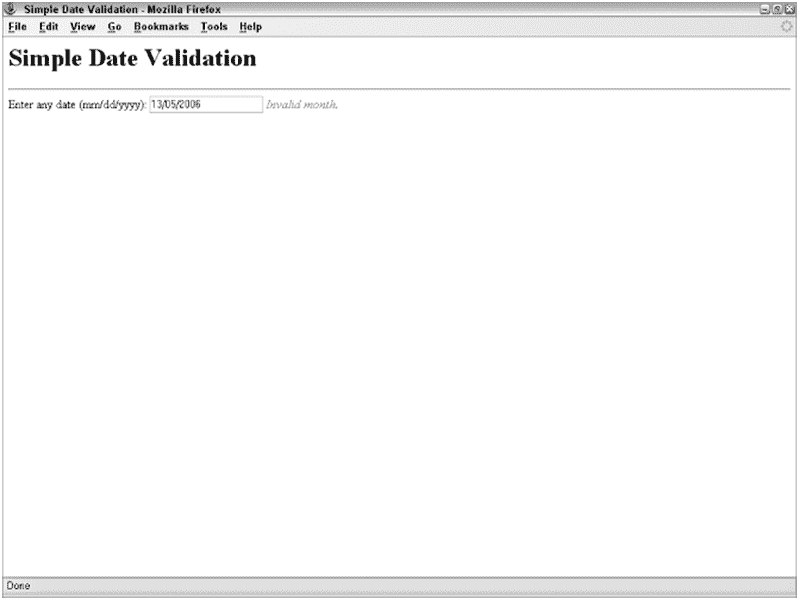 Simple Date Validation - Mozilla Firefox
File Edit View Go Bookmarks Tools Help
Simple Date Validation
Enter any date (mm/dd/yyyy): 13/05/2006 Invalid month.
Done